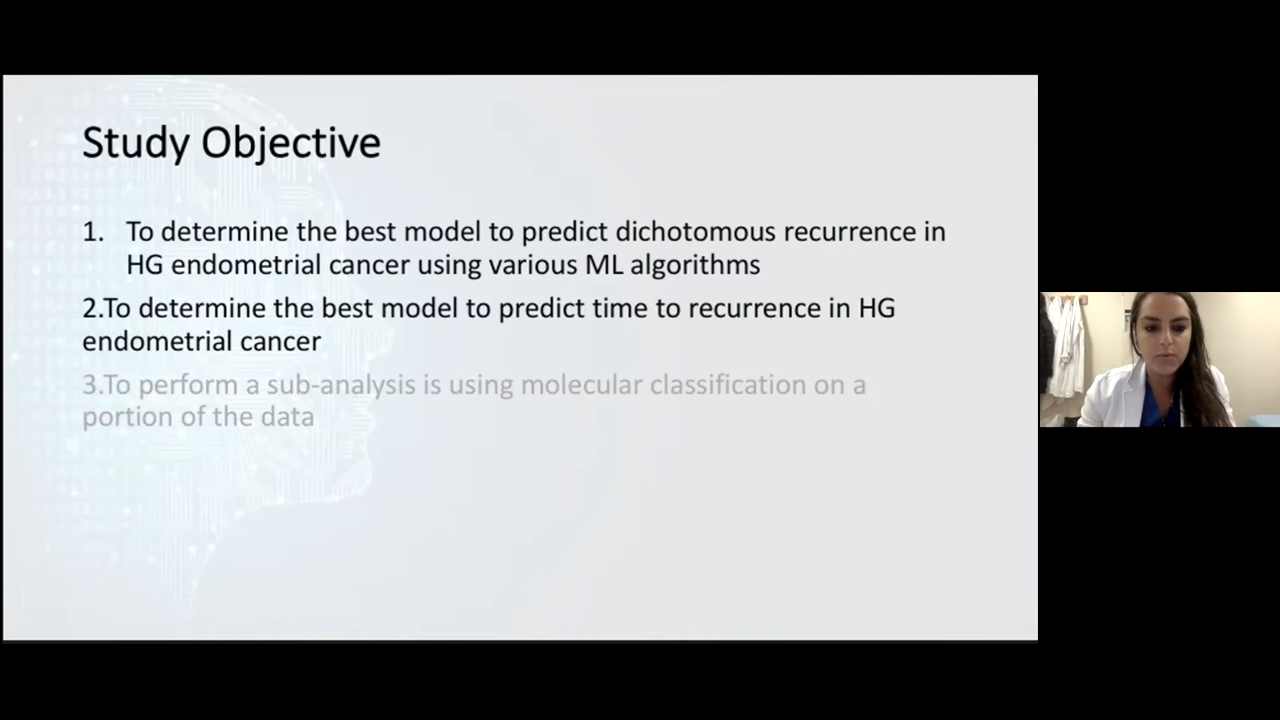 Study Objective
1. To determine the best model to predict dichotomous recurrence in
HG endometrial cancer using various ML algorithms
2.To determine the best model to predict time to recurrence in HG
endometrial cancer
3.To perform a sub-analysis is using molecular classification on a
portion of the data